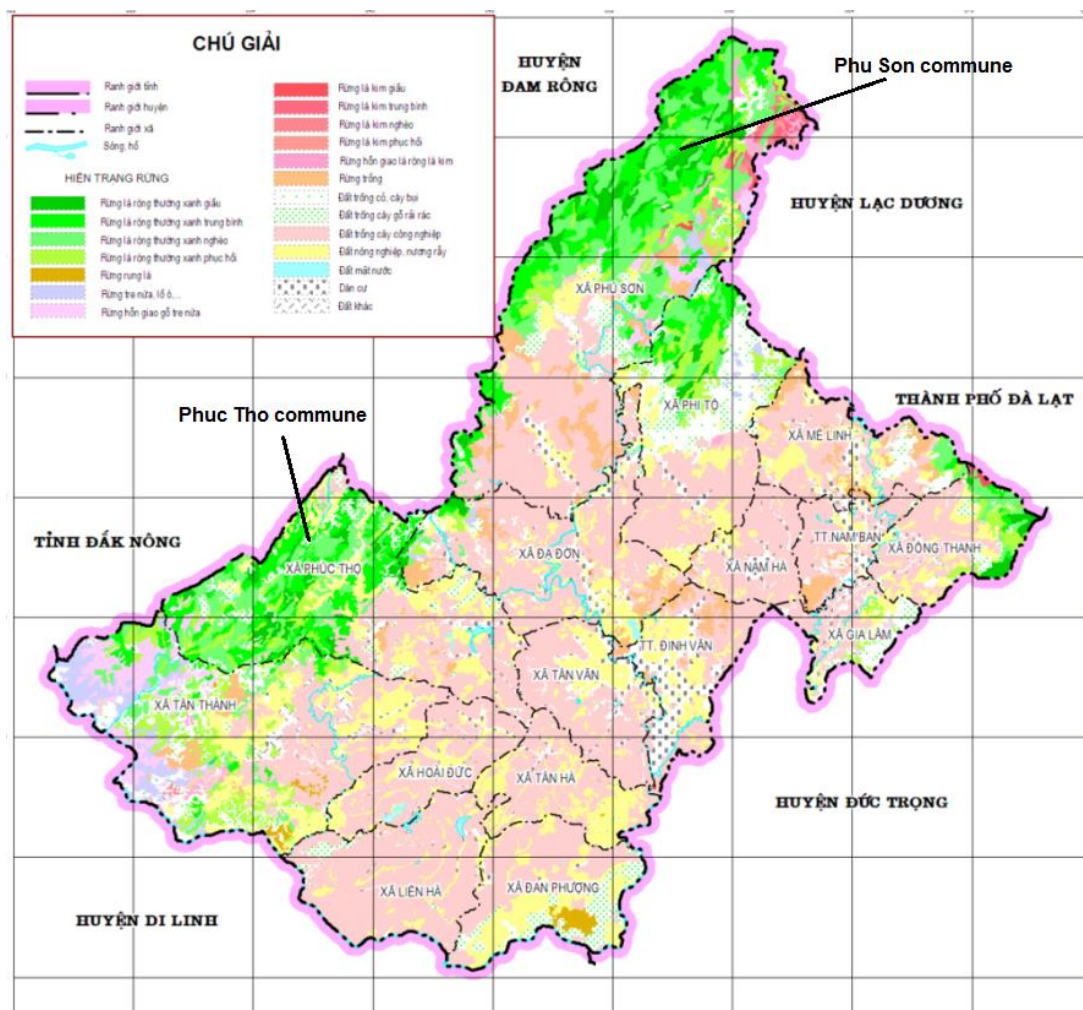 CHÚ GIẢI
Ranh giới tỉnh
Ranh giới huyện
Ranh giới xã
Sông, hồ
HIỆN TRẠNG RỪNG
Rừng lá rộng thường xanh giầu
Rừng lá rộng thường xanh trung bình
Rừng lá rộng thường xanh nghèo
Rừng lá rộng thường xanh phục hồi
Rừng rụng lá
Rừng tre nứa, lồ ô,...
Rừng hỗn giao gỗ tre nứa
Rừng lá kim giầu
Rừng lá kim trung bình
Rừng lá kim nghèo
Rừng lá kim phục hồi
Rừng hỗn giao lá rộng lá kim
Rừng trồng
Đất trống cỏ, cây bụi
Đất trống cây gỗ rải rác
Đất trồng cây công nghiệp
Đất nông nghiệp, nương rẫy
Đất mặt nước
Dân cư
Đất khác
HUYỆN
ĐAM RÔNG
Phu Son commune
HUYỆN LẠC DƯƠNG
XÃ PHÚ SƠN
Phuc Tho commune
XÃ PHI TÔ
THÀNH PHỐ ĐÀ LẠT
XÃ MÊ LINH
TỈNH ĐẮK NÔNG
XÃ PHÚC THỌ
XÃ ĐẠ ĐỜN
TT.NAM BAN
XÃ ĐÔNG THANH
XÃ NAM HÀ
XÃ GIA LÂM
TT. ĐINH VĂN
XÃ TÂN VĂN
XÃ TÂN THÀNH
XÃ HOÀI ĐỨC
XÃ TÂN HÀ
HUYỆN ĐỨC TRỌNG
XÃ LIÊN HÀ
XÃ ĐAN PHƯỢNG
HUYỆN DI LINH